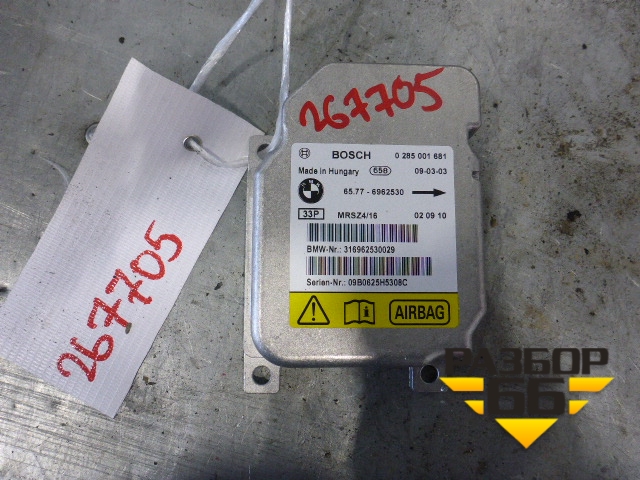 267705
267705
BOSCH 0 285 001 681
Made in Hungary 658 09-03-03
65.77 - 6962530
33P MRSZ4/16 02 09 10
BMW-Nr.: 316962530029
Serien-Nr.: 09B0625H5308C
AIRBAG
РАЗБОР
66